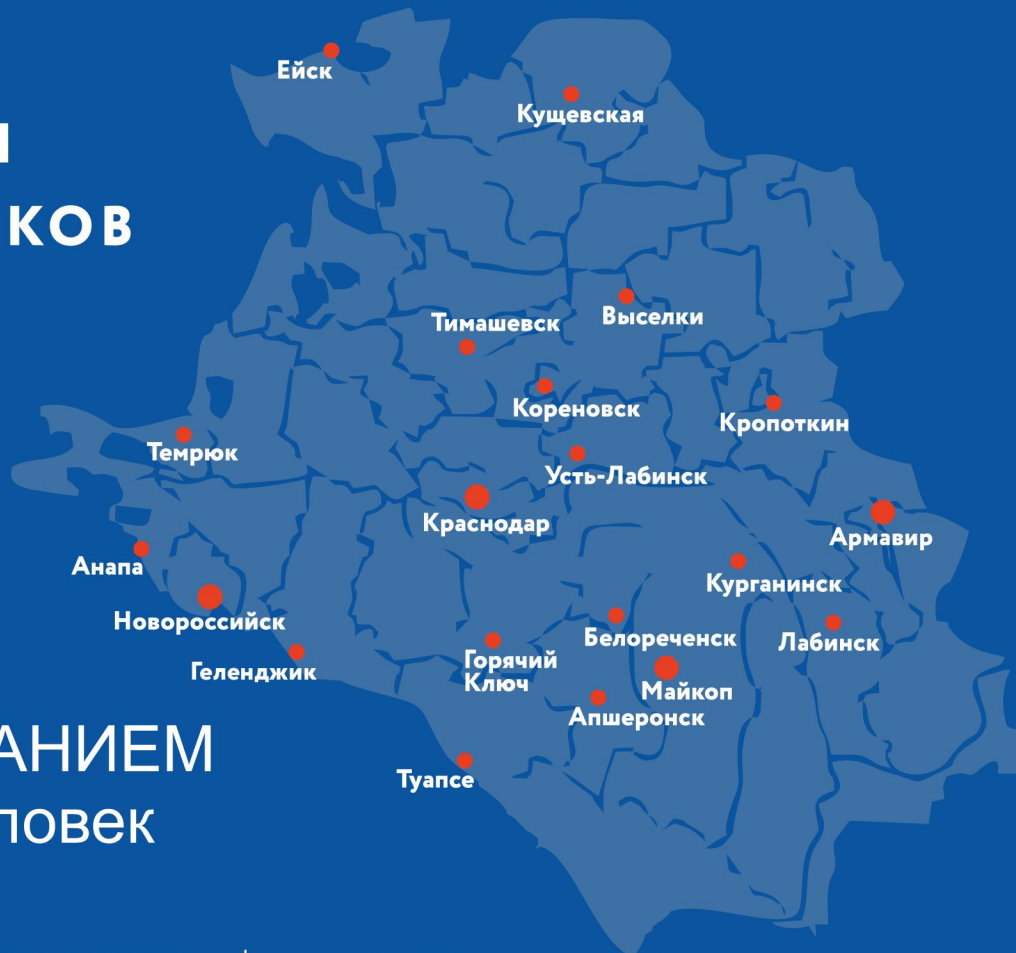 Ейск
Кущевская
КОВ
Выселки
Тимашевск
Кореновск
Кропоткин
Темрюк
Усть-Лабинск
Краснодар
Армавир
Анапа
Курганинск
Новороссийск
Белореченск
Лабинск
Геленджик
Горячий
Ключ
Майкоп
Апшеронск
АНИЕМ
Туапсе
ловек